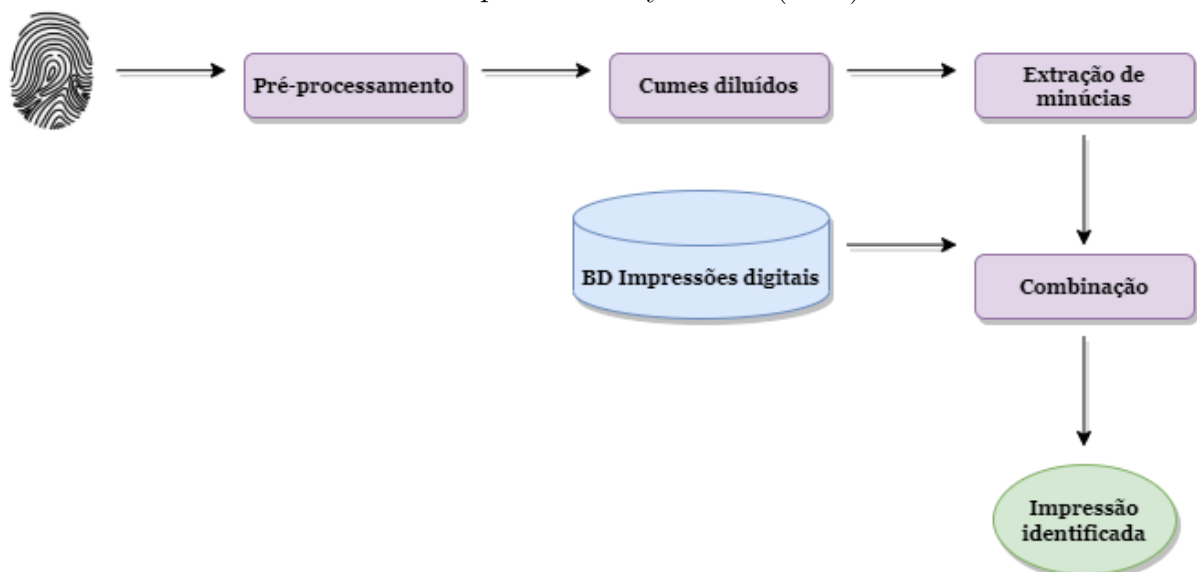 Pré-processamento
Cumes diluídos
Extração de
minúcias
BD Impressões digitais
Combinação
Impressão
identificada